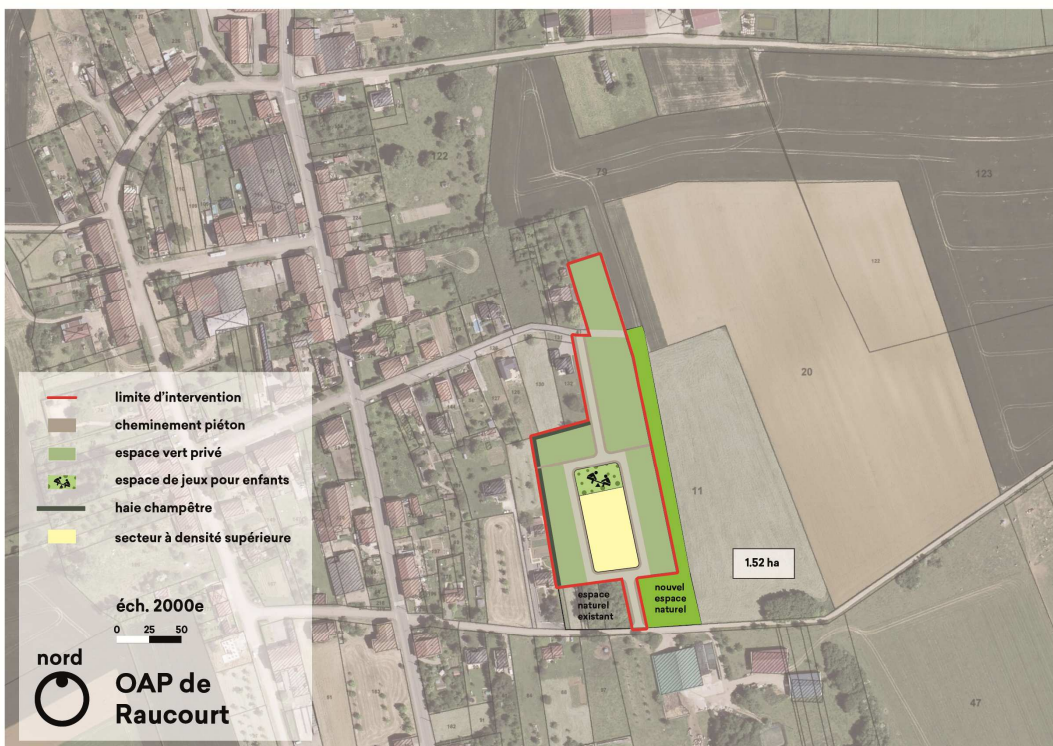 122
79
123
122
20
11
1.52 ha
limite d'intervention
cheminement piéton
espace vert privé
espace de jeux pour enfants
haie champêtre
secteur à densité supérieure
espace
naturel
existant
nouvel
espace
naturel
éch. 2000e
0 25 50
nord
OAP de
Raucourt
47